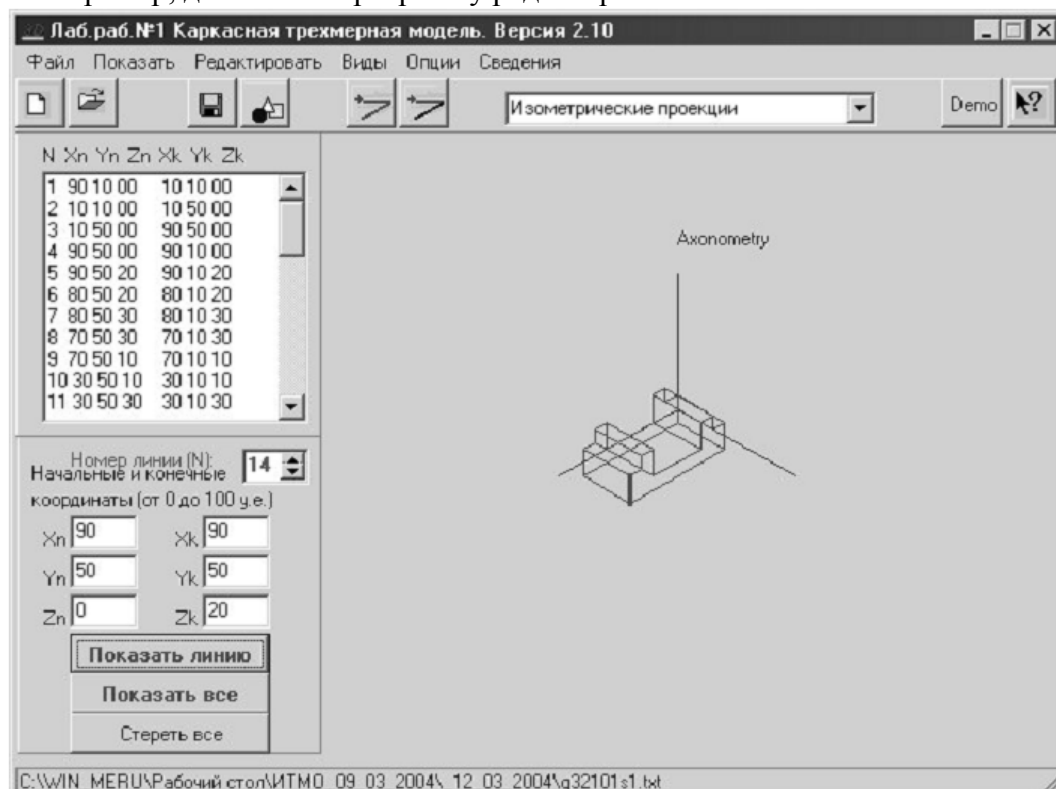 Лаб.раб.№1 Каркасная трехмерная модель. Версия 2.10
Файл Показать Редактировать Виды Опции Сведения
Изометрические проекции Demo
N Xn Yn Zn Xk Yk Zk
1 90 10 00 10 10 00
2 10 10 00 10 50 00
3 10 50 00 90 50 00
4 90 50 00 90 10 00
5 90 50 20 90 10 20
6 80 50 20 80 10 20
7 80 50 30 80 10 30
8 70 50 30 70 10 30
9 70 50 10 70 10 10
10 30 50 10 30 10 10
11 30 50 30 30 10 30
Axonometry
Номер линии (N): 14
Начальные и конечные
координаты (от 0 до 100 у.е.)
Xn 90 Xk 90
Yn 50 Yk 50
Zn 0 Zk 20
Показать линию
Показать все
Стереть все
C:\WIN_MERU\Рабочий стол\ИТМО_09_03_2004\_12_03_2004\q32101s1.txt